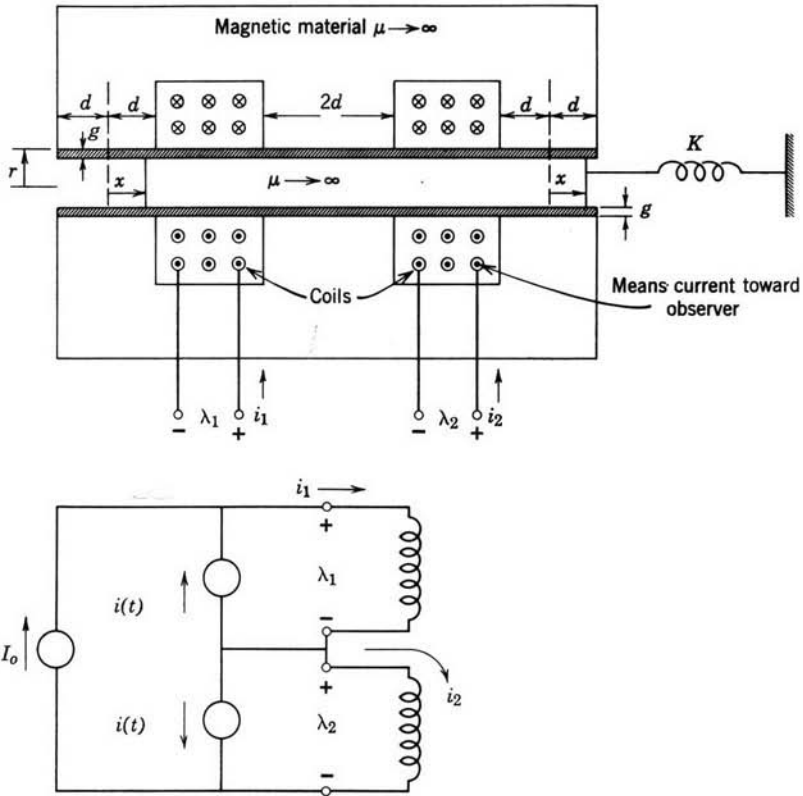 Magnetic material μ→∞
d d 2d d d
g
r
K
x μ→∞ x
g
Coils
Means current toward
observer
− λ₁ + i₁ − λ₂ + i₂
i₁
+
i(t) λ₁
−
I₀
+ i₂
i(t) λ₂
−